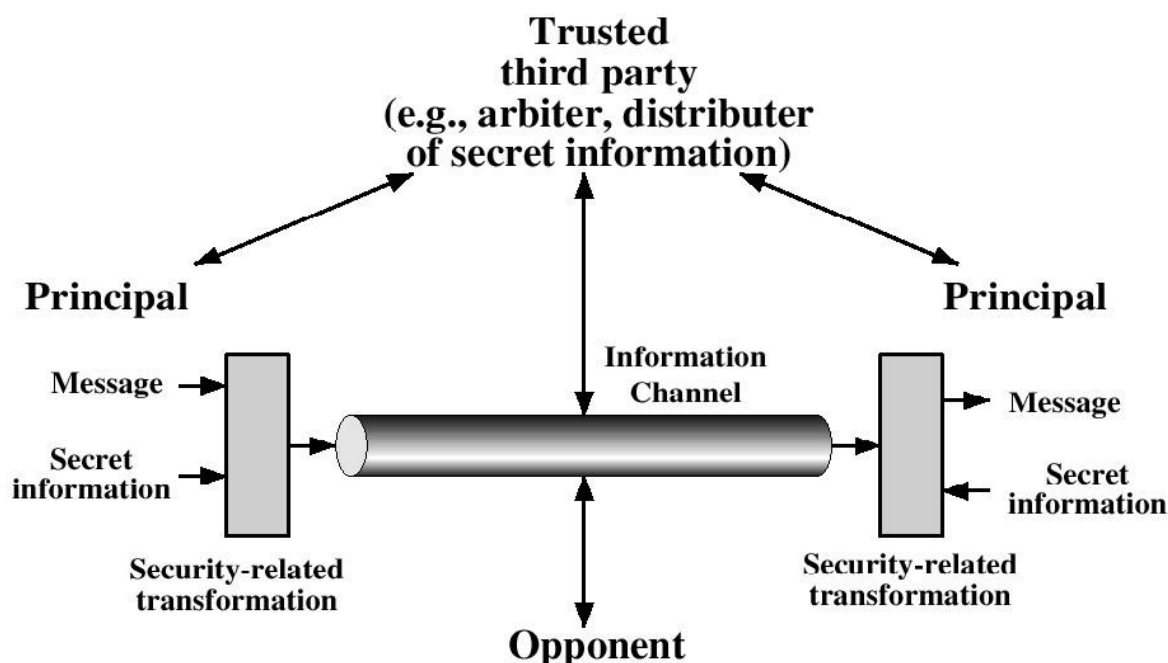 Trusted
third party
(e.g., arbiter, distributer
of secret information)
Principal
Principal
Information
Channel
Message
Secret
information
Message
Secret
information
Security-related
transformation
Security-related
transformation
Opponent